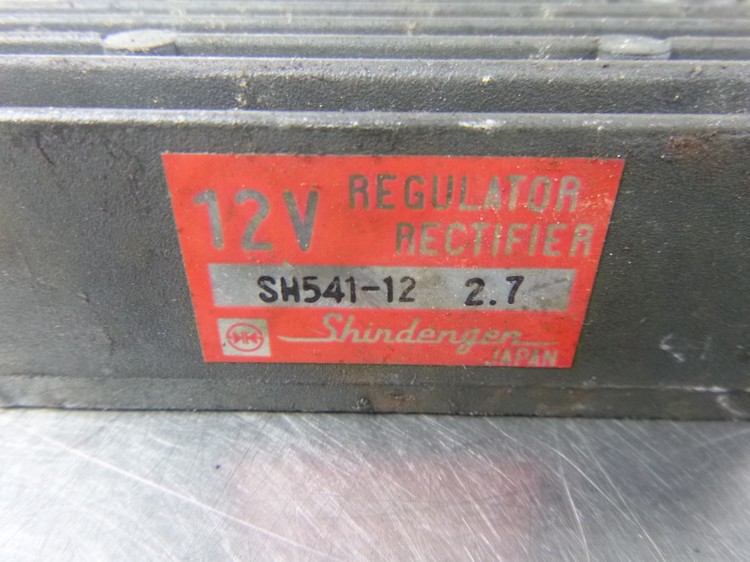 12V REGULATOR
RECTIFIER
SH541-12 2.7
Shindengen
JAPAN